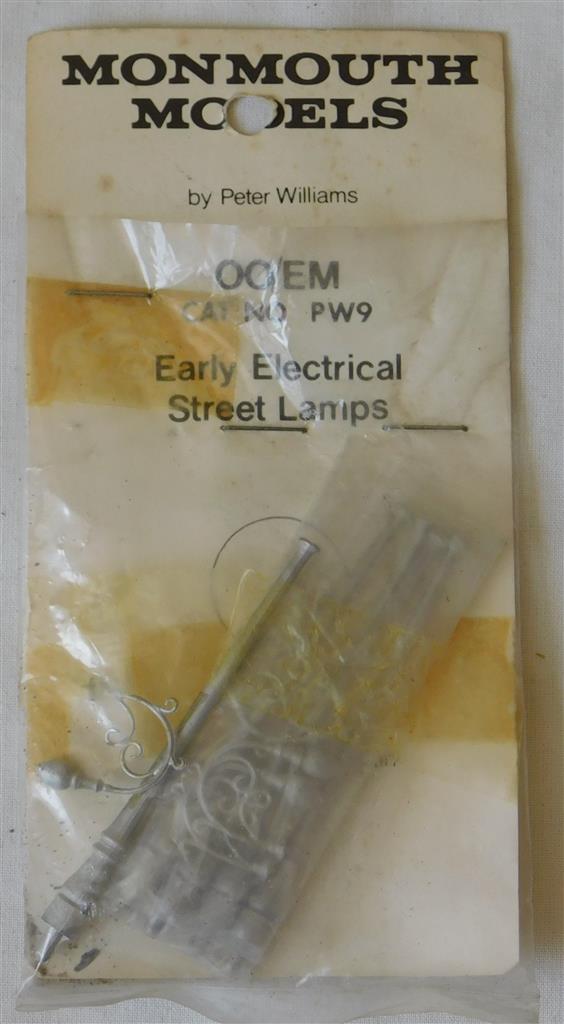 MONMOUTH
MODELS
by Peter Williams
OO/EM
CAT NO PW9
Early Electrical
Street Lamps